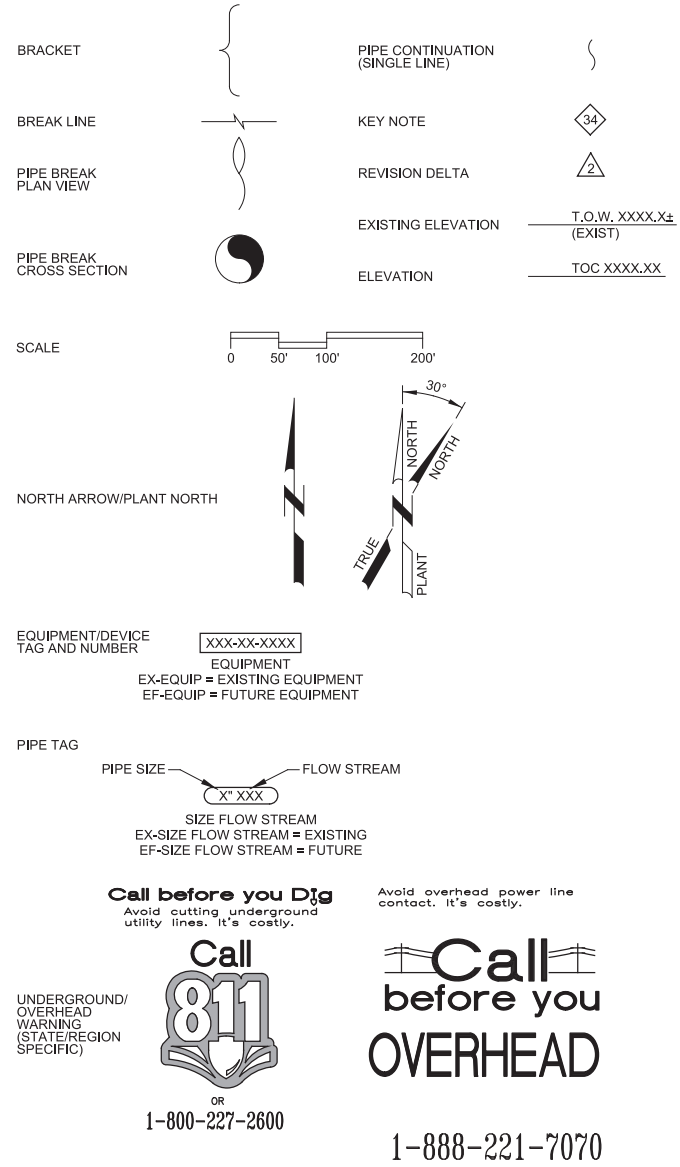 BRACKET
PIPE CONTINUATION
(SINGLE LINE)
BREAK LINE
KEY NOTE
34
PIPE BREAK
PLAN VIEW
REVISION DELTA
2
EXISTING ELEVATION
T.O.W. XXXX.X±
(EXIST)
PIPE BREAK
CROSS SECTION
ELEVATION
TOC XXXX.XX
SCALE
0 50' 100' 200'
30°
NORTH
NORTH
NORTH ARROW/PLANT NORTH
TRUE
PLANT
EQUIPMENT/DEVICE
TAG AND NUMBER
XXX-XX-XXXX
EQUIPMENT
EX-EQUIP = EXISTING EQUIPMENT
EF-EQUIP = FUTURE EQUIPMENT
PIPE TAG
PIPE SIZE
FLOW STREAM
X" XXX
SIZE FLOW STREAM
EX-SIZE FLOW STREAM = EXISTING
EF-SIZE FLOW STREAM = FUTURE
Call before you Dig
Avoid cutting underground
utility lines. It's costly.
Call
811
OR
1-800-227-2600
Avoid overhead power line
contact. It's costly.
Call
before you
OVERHEAD
1-888-221-7070
UNDERGROUND/
OVERHEAD
WARNING
(STATE/REGION
SPECIFIC)